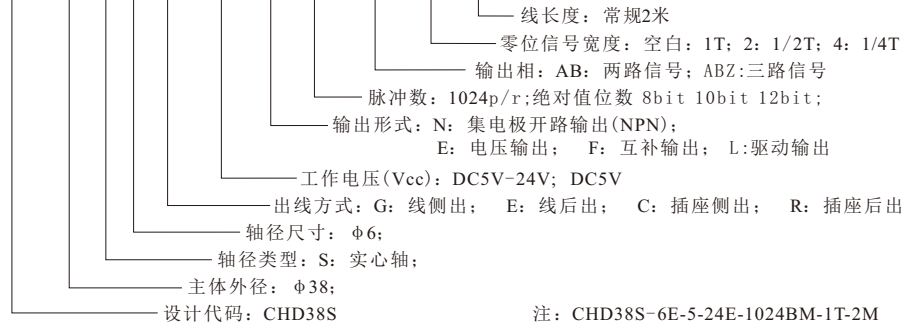 线长度：常规2米
零位信号宽度：空白：1T；2：1/2T；4：1/4T
输出相：AB：两路信号；ABZ:三路信号
脉冲数：1024p/r;绝对值位数 8bit 10bit 12bit;
输出形式：N：集电极开路输出(NPN)；
E：电压输出； F：互补输出； L:驱动输出
工作电压(Vcc)：DC5V-24V；DC5V
出线方式：G：线侧出； E：线后出； C：插座侧出； R：插座后出
轴径尺寸：φ6;
轴径类型：S：实心轴;
主体外径：φ38;
设计代码：CHD38S 注：CHD38S-6E-5-24E-1024BM-1T-2M